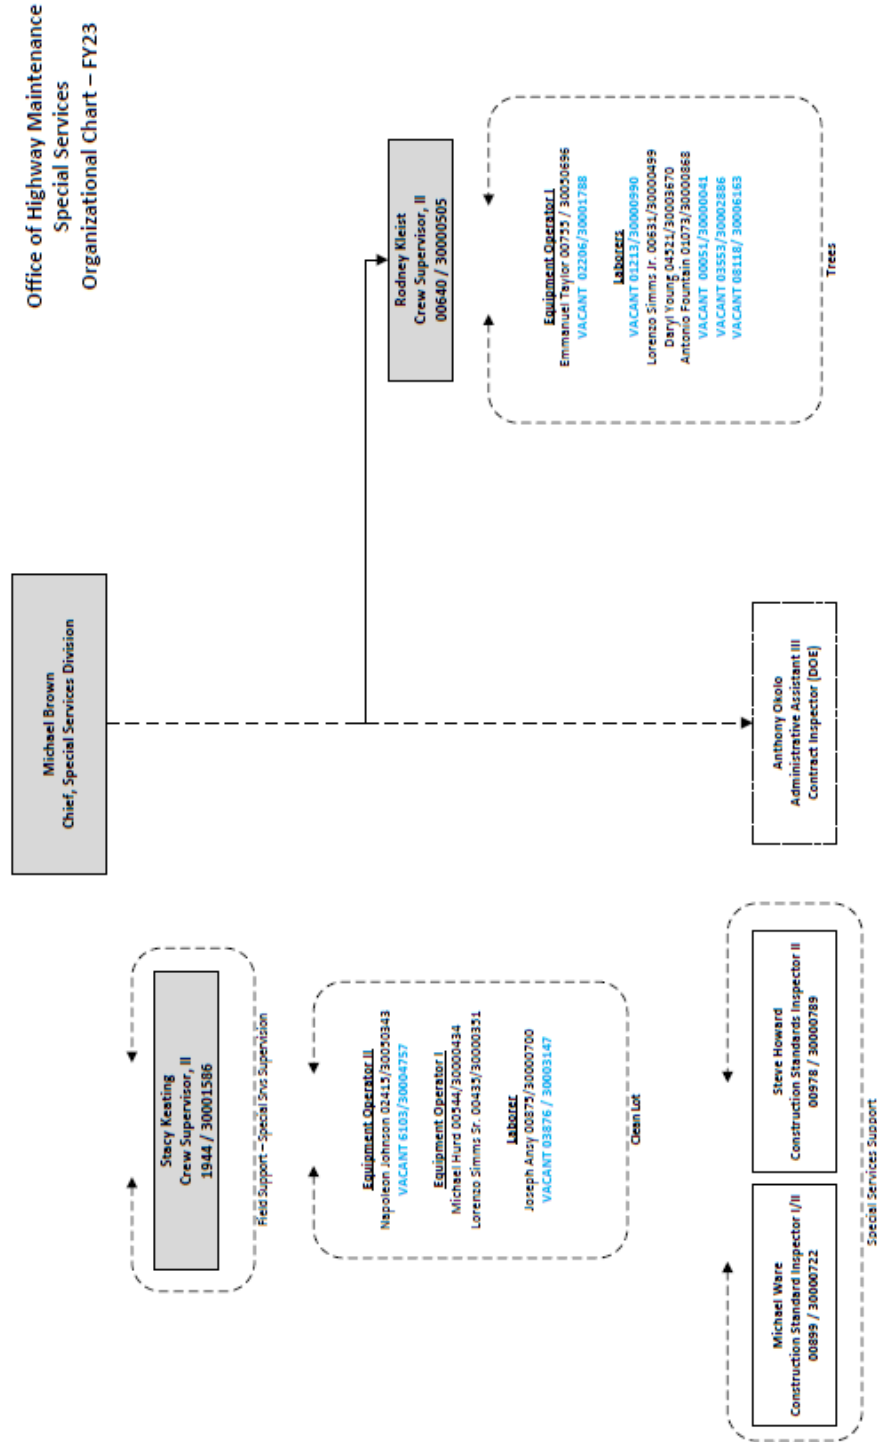 Office of Highway Maintenance
Special Services
Organizational Chart – FY23
Michael Brown
Chief, Special Services Division
Stacy Keating
Crew Supervisor, II
1944 / 30001586
Field Support – Special Srvs Supervision
Rodney Kleist
Crew Supervisor, II
00640 / 30000505
Equipment Operator II
Napoleon Johnson 02415/30050343
VACANT 6103/30004757
Equipment Operator I
Michael Hurd 00544/30000434
Lorenzo Simms Sr. 00435/30000351
Laborer
Joseph Anzy 00875/30000700
VACANT 03876 / 30003147
Clean Lot
Equipment Operator I
Emmanuel Taylor 00755 / 30050696
VACANT 02206/30001788
Laborers
VACANT 01213/30000990
Lorenzo Simms Jr. 00631/30000499
Daryl Young 04521/30003670
Antonio Fountain 01073/30000868
VACANT 00051/30000041
VACANT 03553/30002886
VACANT 08118/ 30006163
Trees
Michael Ware
Construction Standard Inspector I/II
00899 / 30000722
Steve Howard
Construction Standards Inspector II
00978 / 30000789
Special Services Support
Anthony Okolo
Administrative Assistant III
Contract Inspector (DOE)